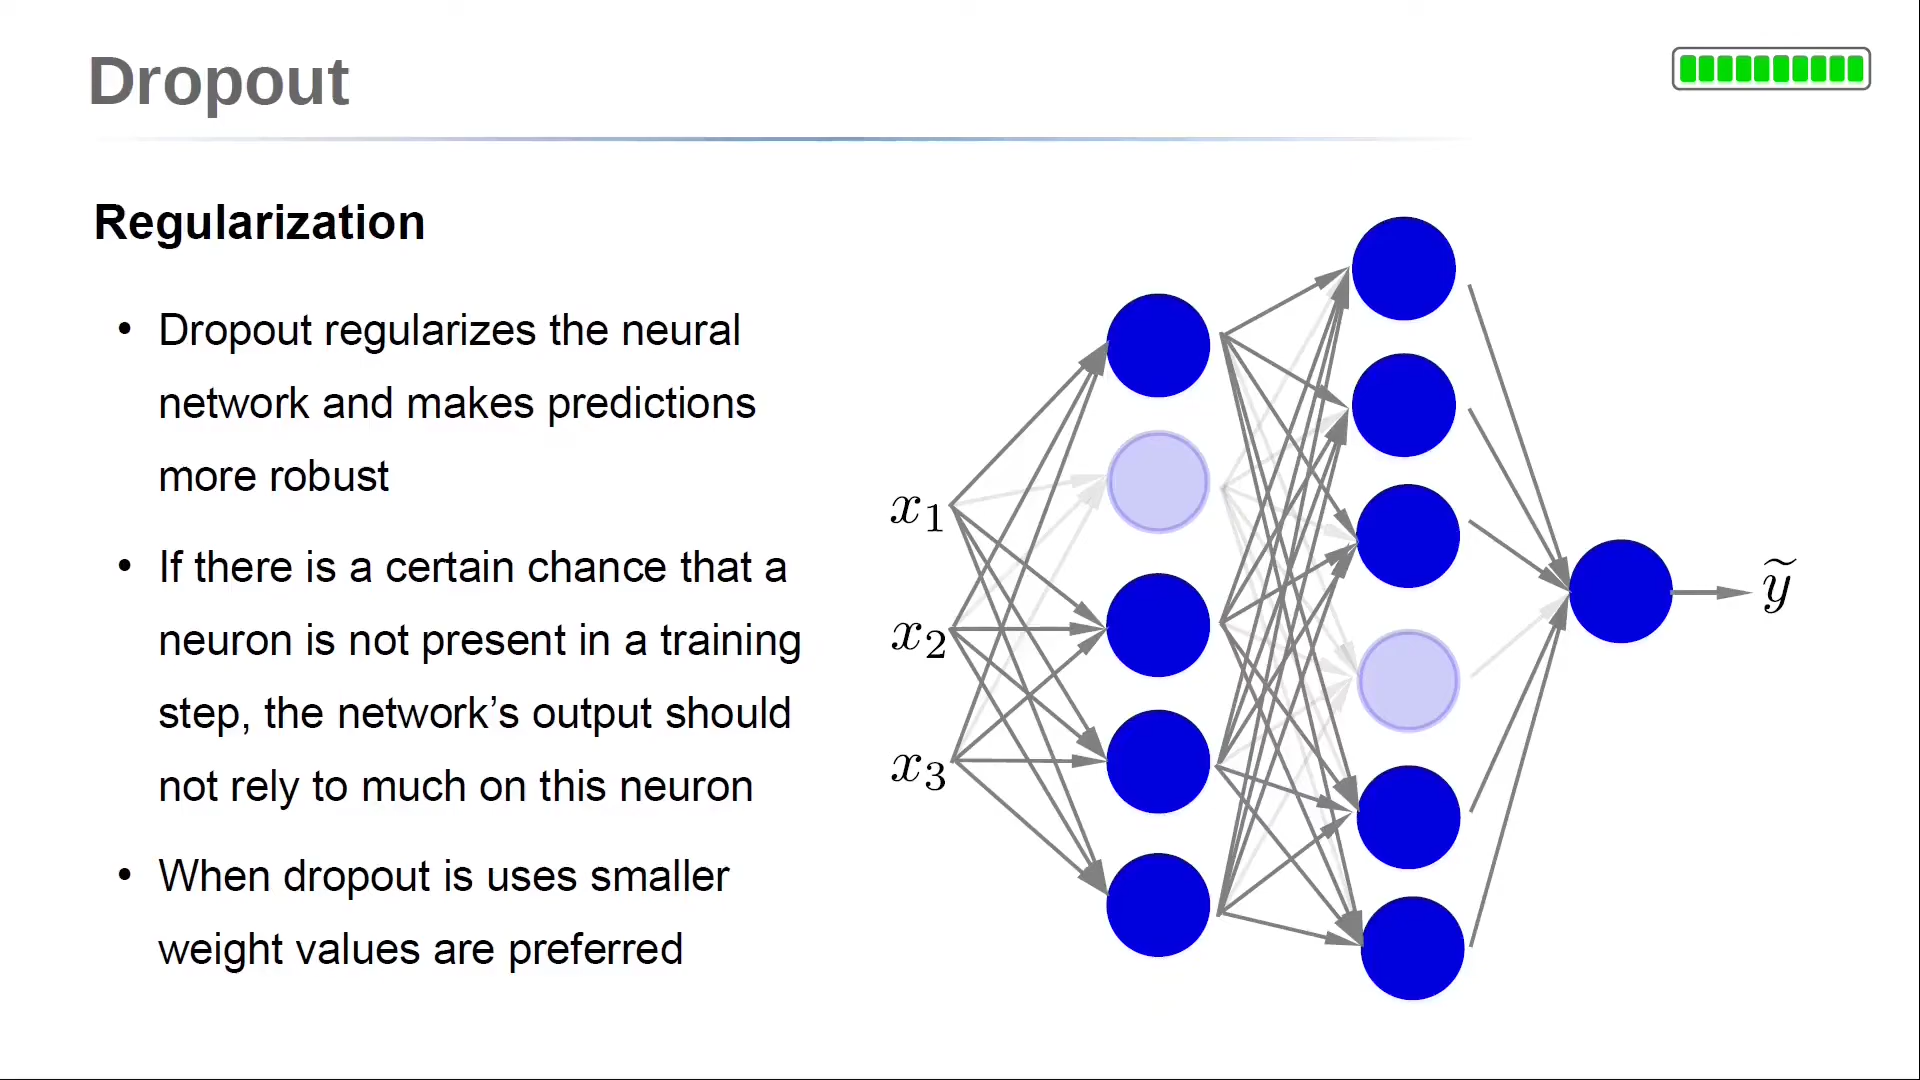 Dropout
Regularization
• Dropout regularizes the neural
network and makes predictions
more robust
• If there is a certain chance that a
neuron is not present in a training
step, the network’s output should
not rely to much on this neuron
• When dropout is uses smaller
weight values are preferred
x₁
x₂
x₃
ỹ